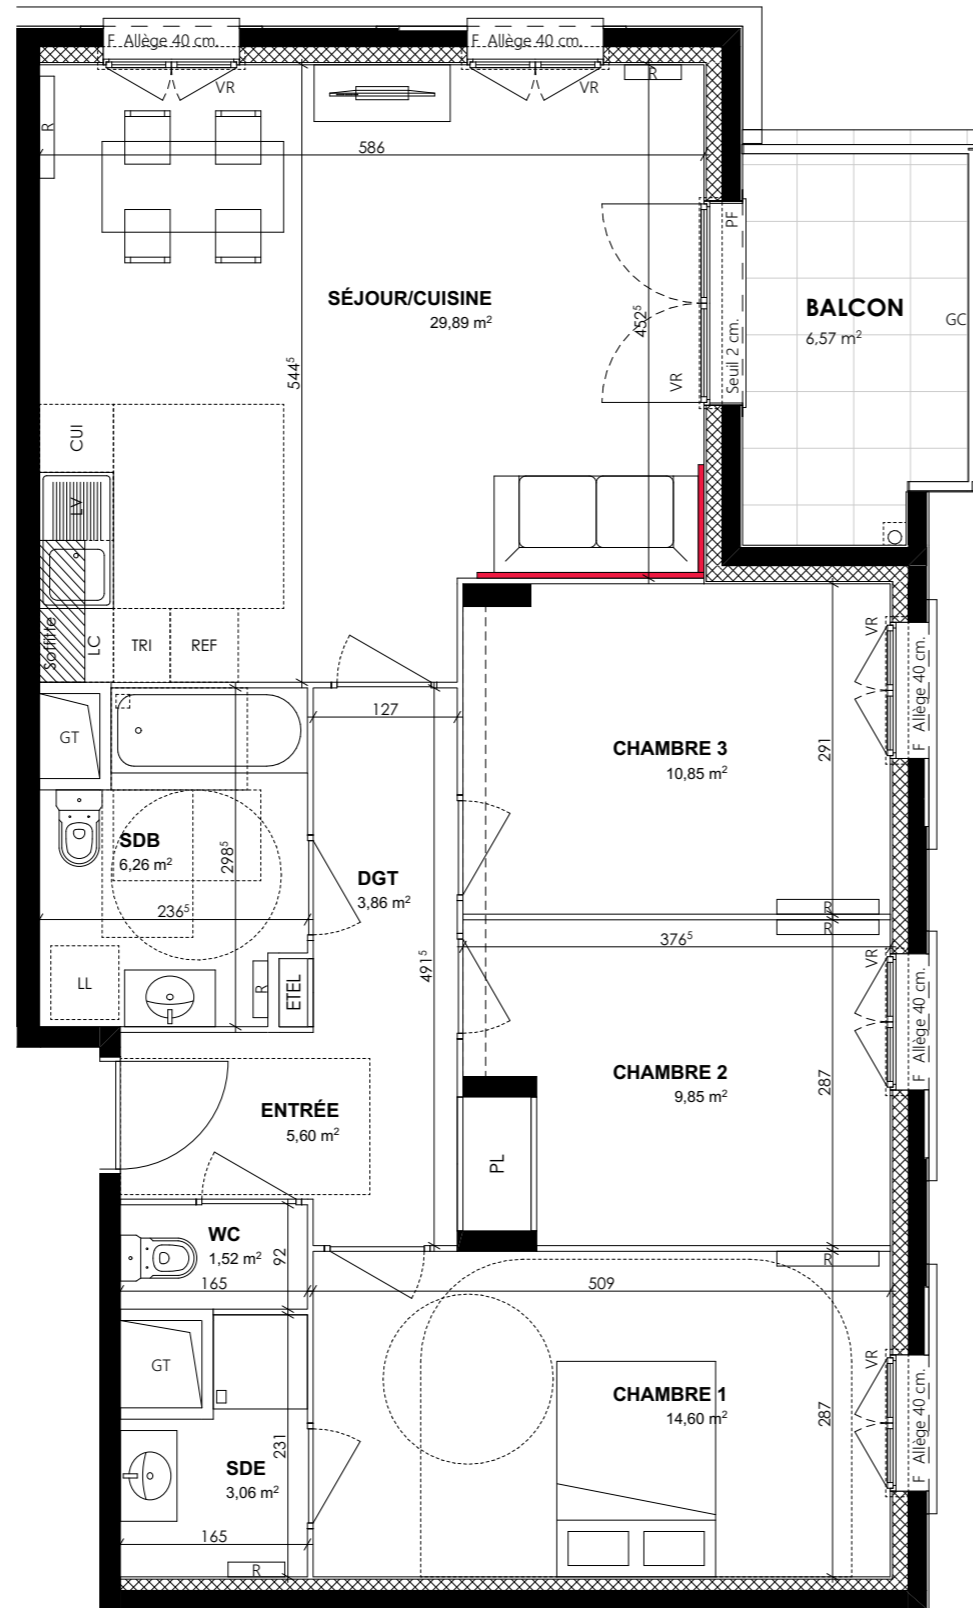 F Allège 40 cm.
F Allège 40 cm.
VR
VR
R
R
586
PF
SÉJOUR/CUISINE
29,89 m²
BALCON
6,57 m²
GC
452⁵
Seuil 2 cm.
544⁵
VR
CUI
LV
Soffitte
LC
TRI
REF
VR
F Allège 40 cm.
127
GT
CHAMBRE 3
10,85 m²
291
SDB
6,26 m²
298⁵
DGT
3,86 m²
236⁵
R
R
376⁵
491⁵
VR
F Allège 40 cm.
LL
R
ETEL
CHAMBRE 2
9,85 m²
287
ENTRÉE
5,60 m²
PL
WC
1,52 m²
92
R
165
509
GT
VR
F Allège 40 cm.
CHAMBRE 1
14,60 m²
287
231
SDE
3,06 m²
165
R